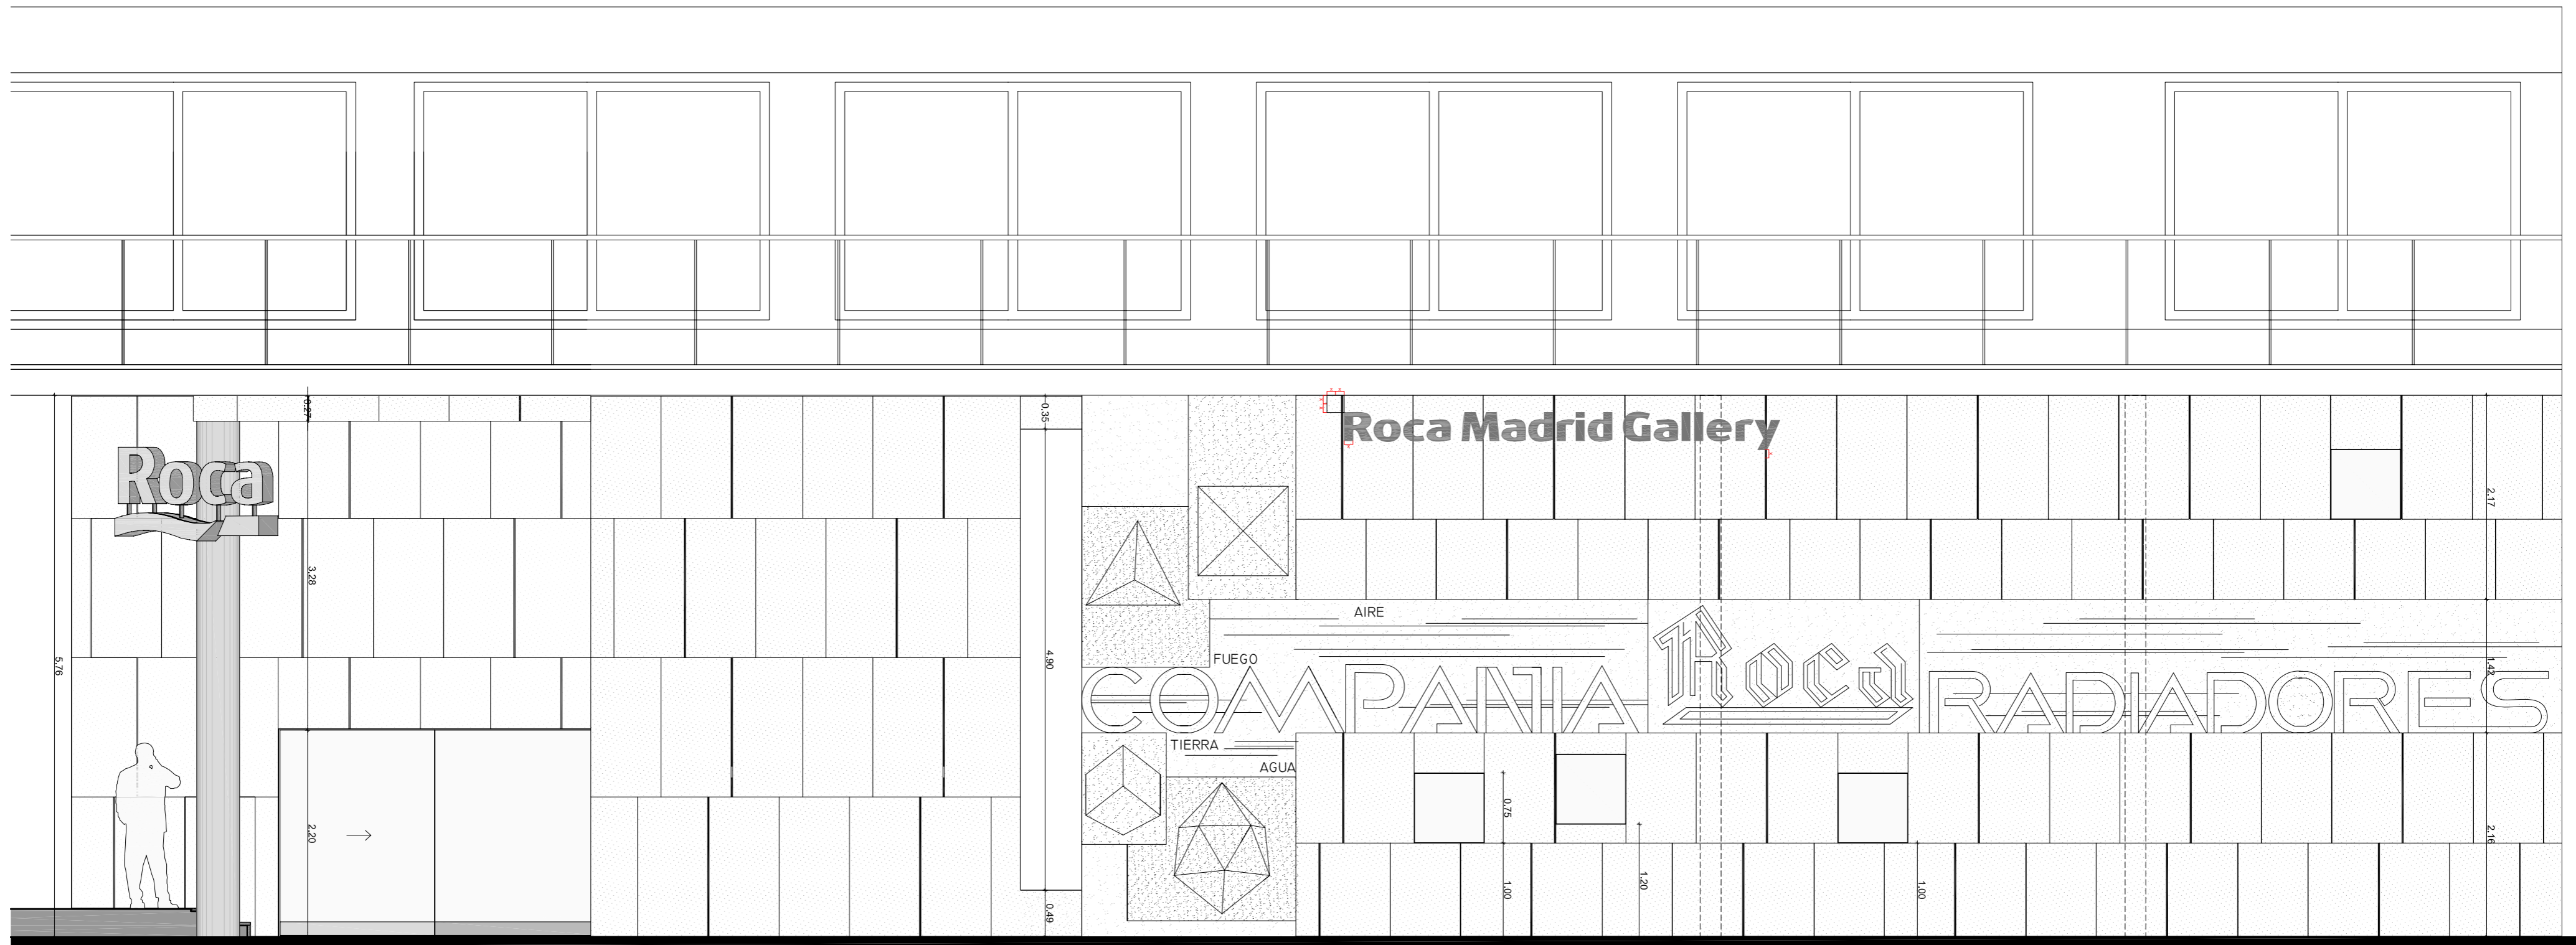 0,27
0,35
Roca Madrid Gallery
Roca
2,17
3,28
AIRE
5,76
4,90
FUEGO
COMPANIA Roca RADIADORES
1,42
TIERRA
AGUA
2,20
0,75
2,16
1,00
1,20
1,00
0,49